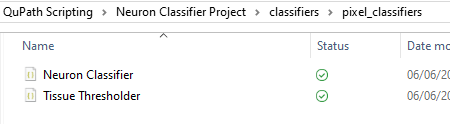 QuPath Scripting > Neuron Classifier Project > classifiers > pixel_classifiers
Name Status Date mo
Neuron Classifier 06/06/20
Tissue Thresholder 06/06/20